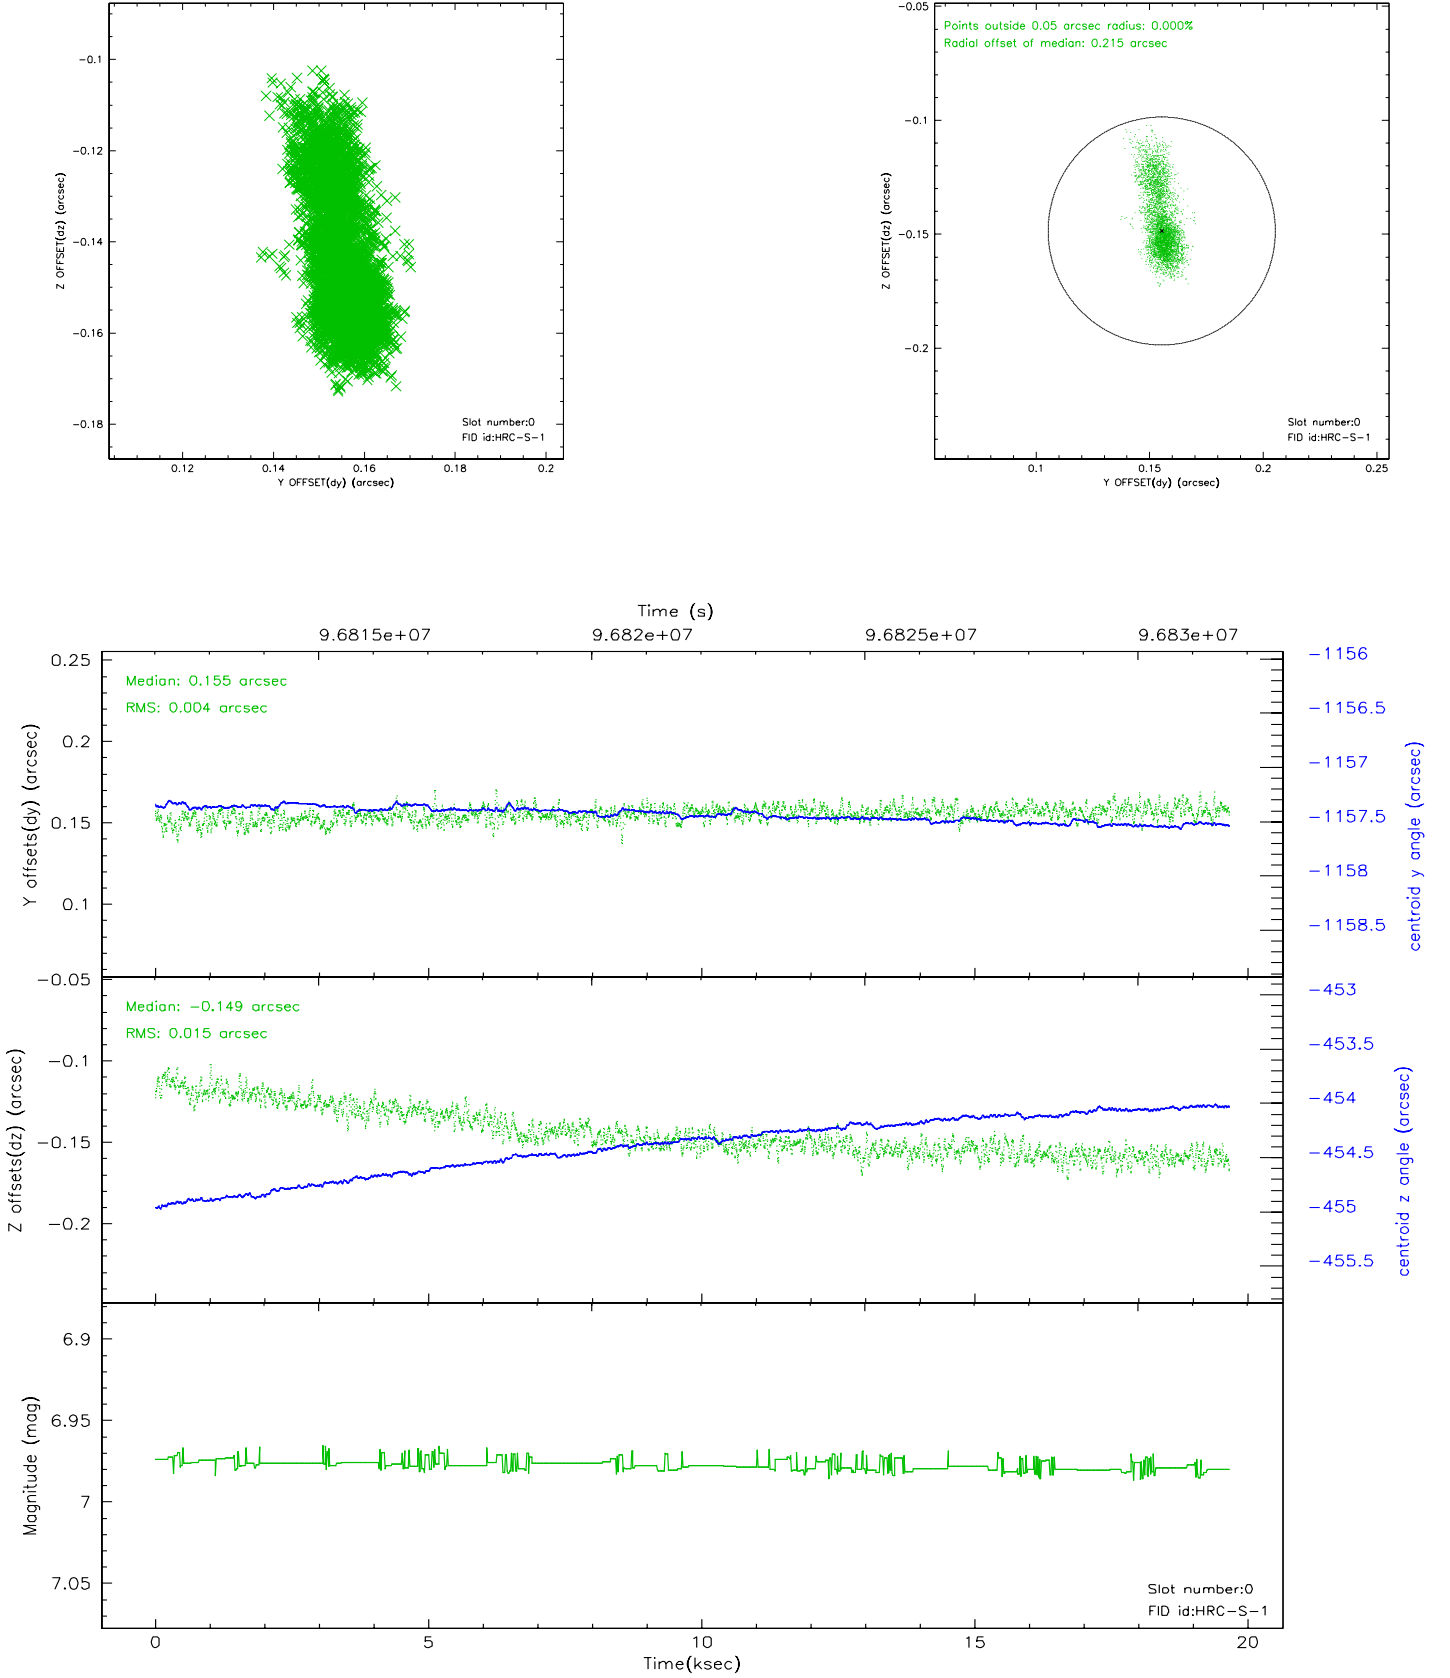 -0.1
-0.12
-0.14
-0.16
-0.18
Z OFFSET(dz) (arcsec)
Slot number:0
FID id:HRC-S-1
0.12 0.14 0.16 0.18 0.2
Y OFFSET(dy) (arcsec)
-0.05
Points outside 0.05 arcsec radius: 0.000%
Radial offset of median: 0.215 arcsec
-0.1
-0.15
-0.2
Z OFFSET(dz) (arcsec)
Slot number:0
FID id:HRC-S-1
0.1 0.15 0.2 0.25
Y OFFSET(dy) (arcsec)
Time (s)
9.6815e+07 9.682e+07 9.6825e+07 9.683e+07
0.25
0.2
0.15
0.1
Y offsets(dy) (arcsec)
Median: 0.155 arcsec
RMS: 0.004 arcsec
-1156
-1156.5
-1157
-1157.5
-1158
-1158.5
centroid y angle (arcsec)
-0.05
-0.1
-0.15
-0.2
Z offsets(dz) (arcsec)
Median: -0.149 arcsec
RMS: 0.015 arcsec
-453
-453.5
-454
-454.5
-455
-455.5
centroid z angle (arcsec)
6.9
6.95
7
7.05
Magnitude (mag)
Slot number:0
FID id:HRC-S-1
0 5 10 15 20
Time(ksec)